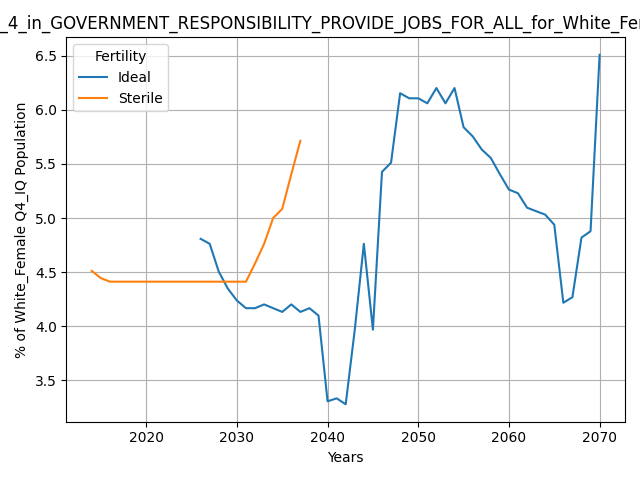 _4_in_GOVERNMENT_RESPONSIBILITY_PROVIDE_JOBS_FOR_ALL_for_White_Fem
Fertility
Ideal
Sterile
% of White_Female Q4_IQ Population
6.5
6.0
5.5
5.0
4.5
4.0
3.5
2020 2030 2040 2050 2060 2070
Years